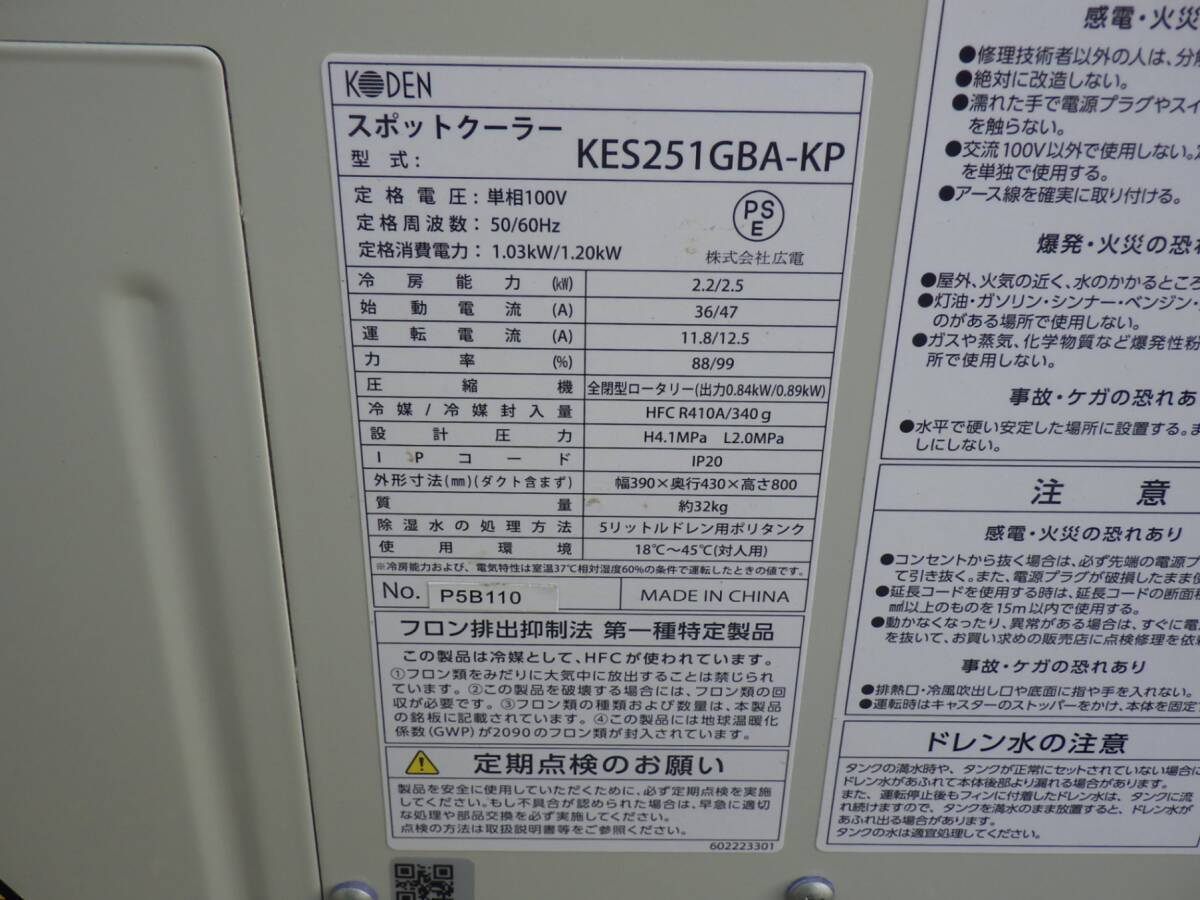 KODEN
スポットクーラー
型式: KES251GBA-KP
定格電圧:単相100V
定格周波数: 50/60Hz
定格消費電力: 1.03kW/1.20kW
PS
E
株式会社広電
冷房能力 (kW) 2.2/2.5
始動電流 (A) 36/47
運転電流 (A) 11.8/12.5
力率 (%) 88/99
圧縮機 全閉型ロータリー(出力0.84kW/0.89kW)
冷媒/冷媒封入量 HFC R410A/340g
設計圧力 H4.1MPa L2.0MPa
IPコード IP20
外形寸法(mm)(ダクト含まず) 幅390×奥行430×高さ800
質量 約32kg
除湿水の処理方法 5リットルドレン用ポリタンク
使用環境 18℃～45℃(対人用)
※冷房能力および、電気特性は室温37℃相対湿度60%の条件で運転したときの値です。
No. P5B110 MADE IN CHINA
フロン排出抑制法 第一種特定製品
この製品は冷媒として、HFCが使われています。
①フロン類をみだりに大気中に放出することは禁じられ
ています。②この製品を破壊する場合には、フロン類の回
収が必要です。③フロン類の種類および数量は、本製品
の銘板に記載されています。④この製品には地球温暖化
係数(GWP)が2090のフロン類が封入されています。
定期点検のお願い
製品を安全に使用していただくために、必ず定期点検を実施
してください。もし不具合が認められた場合は、早急に適切
な処理や部品交換を必ず実施してください。
点検の方法は取扱説明書等をご参照ください。
602223301
感電・火災
●修理技術者以外の人は、分解
●絶対に改造しない。
●濡れた手で電源プラグやスイ
を触らない。
●交流100V以外で使用しない。
を単独で使用する。
●アース線を確実に取り付ける。
爆発・火災の恐れ
●屋外、火気の近く、水のかかるところ
●灯油・ガソリン・シンナー・ベンジン・
のがある場所で使用しない。
●ガスや蒸気、化学物質など爆発性粉
所で使用しない。
事故・ケガの恐れあ
●水平で硬い安定した場所に設置する。ま
しにしない。
注意
感電・火災の恐れあり
●コンセントから抜く場合は、必ず先端の電源プ
て引き抜く。また、電源プラグが破損したまま使
●延長コードを使用する時は、延長コードの断面積
㎟以上のものを15m以内で使用する。
●動かなくなったり、異常がある場合は、すぐに電
を抜いて、お買い求めの販売店に点検修理を依
事故・ケガの恐れあり
●排熱口・冷風吹出し口や底面に指や手を入れない。
●運転時はキャスターのストッパーをかけ、本体を固定
ドレン水の注意
タンクの満水時や、タンクが正常にセットされていない場合に
ドレン水があふれて本体後部より漏れる場合があります。
また、運転停止後もフィンに付着したドレン水は、タンクに流
れ続けますので、タンクを満水のまま放置すると、ドレン水が
あふれ出る場合があります。
タンクの水は適宜処理してください。